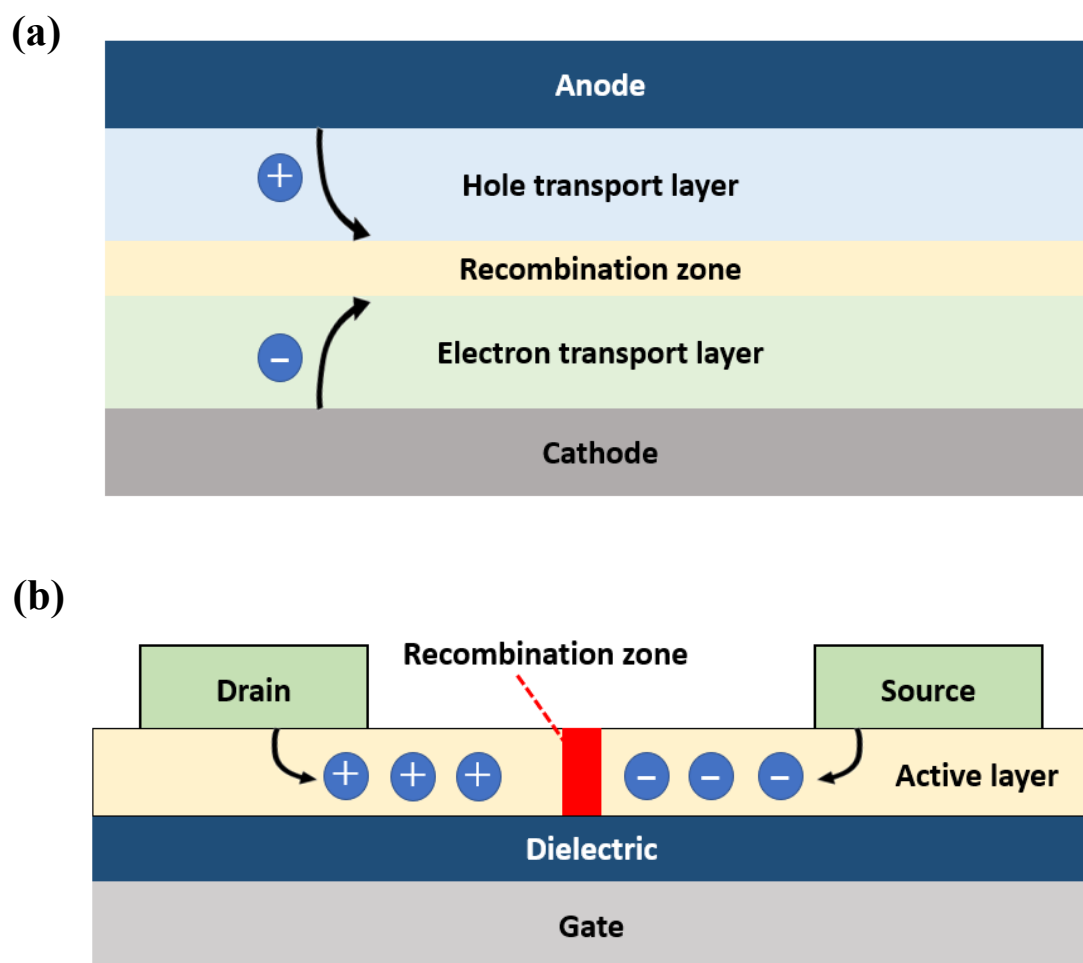 (a)
Anode
+
Hole transport layer
Recombination zone
Electron transport layer
–
Cathode
(b)
Recombination zone
Drain
Source
+ + + – – –
Active layer
Dielectric
Gate